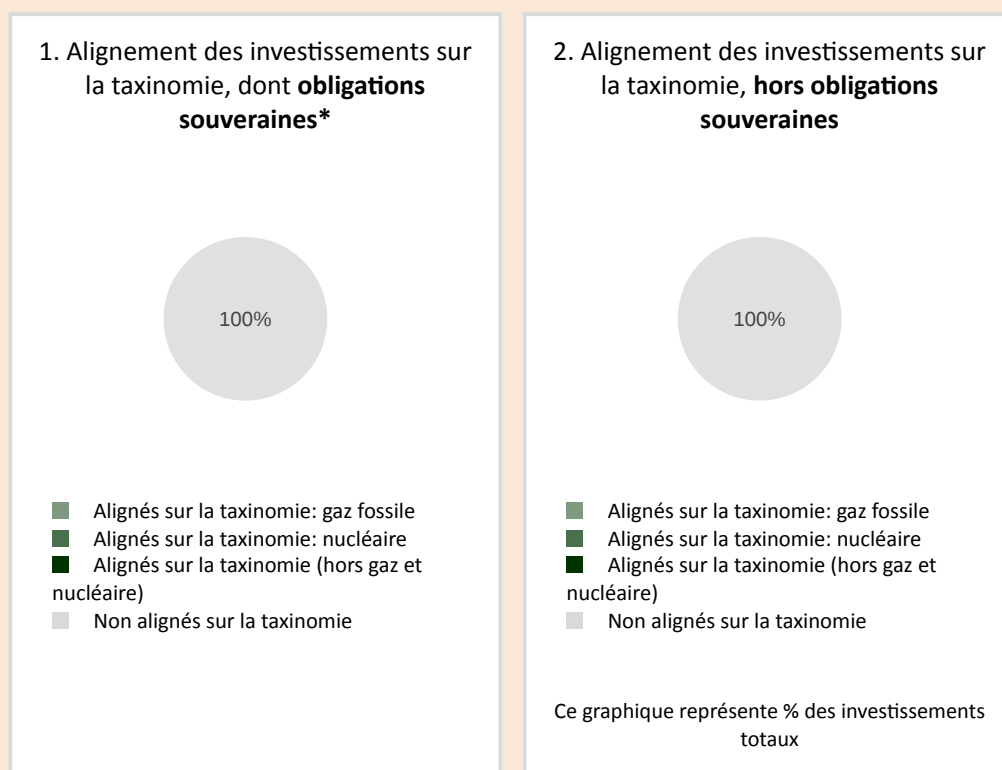 1. Alignement des investissements sur
la taxinomie, dont obligations
souveraines*
100%
Alignés sur la taxinomie: gaz fossile
Alignés sur la taxinomie: nucléaire
Alignés sur la taxinomie (hors gaz et
nucléaire)
Non alignés sur la taxinomie
2. Alignement des investissements sur
la taxinomie, hors obligations
souveraines
100%
Alignés sur la taxinomie: gaz fossile
Alignés sur la taxinomie: nucléaire
Alignés sur la taxinomie (hors gaz et
nucléaire)
Non alignés sur la taxinomie
Ce graphique représente % des investissements
totaux